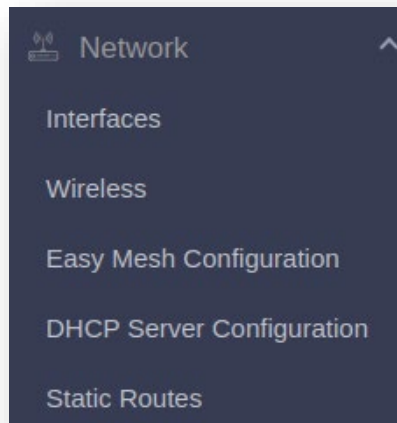 Network
Interfaces
Wireless
Easy Mesh Configuration
DHCP Server Configuration
Static Routes